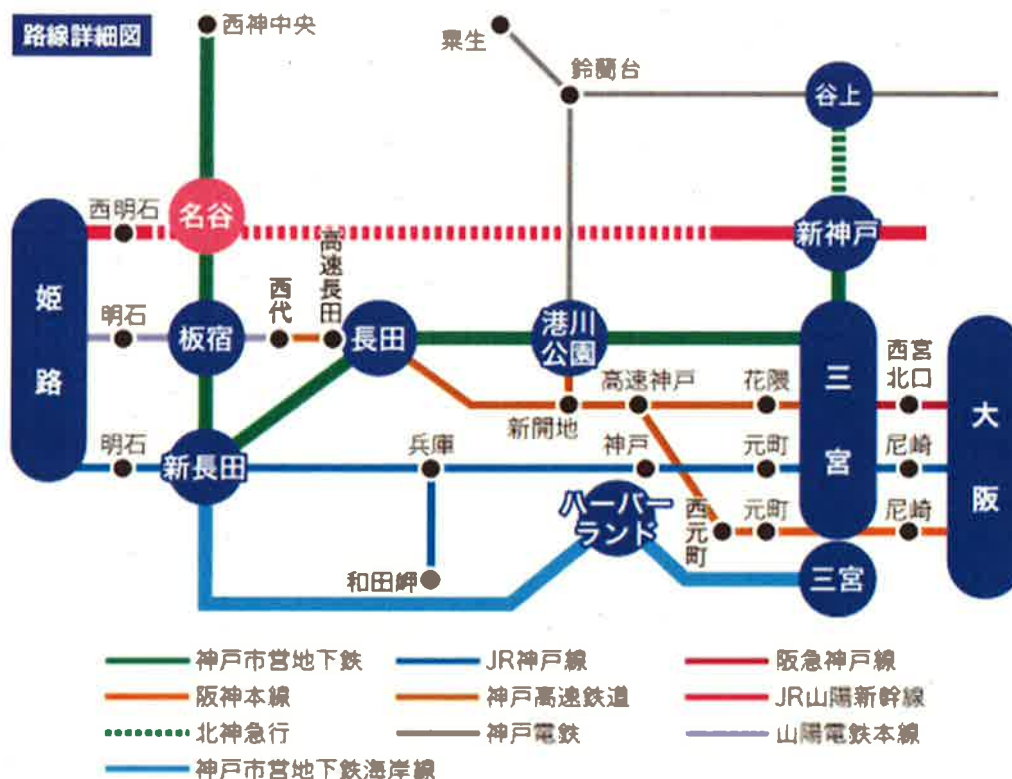 路線詳細図
西神中央
粟生
鈴蘭台
谷上
名谷
西明石
新神戸
高速長田
西代
姫路
明石
板宿
長田
港川
公園
三宮
西宮
北口
大阪
高速神戸
花隈
新開地
明石
新長田
兵庫
神戸
元町
尼崎
ハーバー
ランド
西元町
元町
尼崎
和田岬
三宮
神戸市営地下鉄
JR神戸線
阪急神戸線
阪神本線
神戸高速鉄道
JR山陽新幹線
北神急行
神戸電鉄
山陽電鉄本線
神戸市営地下鉄海岸線